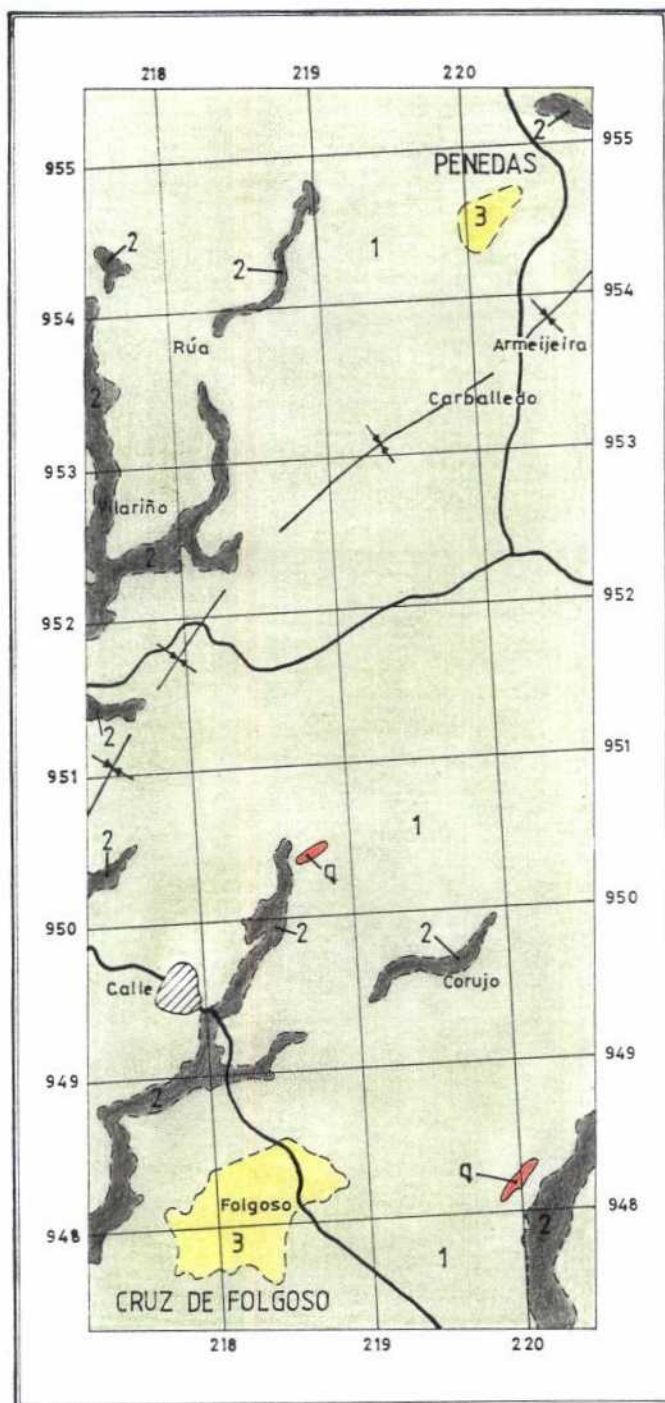 218 219 220
2
955 955
PENEDAS
3
2
2 1
954 954
Rúa Armeijeira
2 Carballedo
953 953
Vilariño
2
952 952
2
951 951
1
2
q
950 950
2 2
Calle Corujo
949 949
2
q
Folgoso 948
948 3 2
1
CRUZ DE FOLGOSO
218 219 220